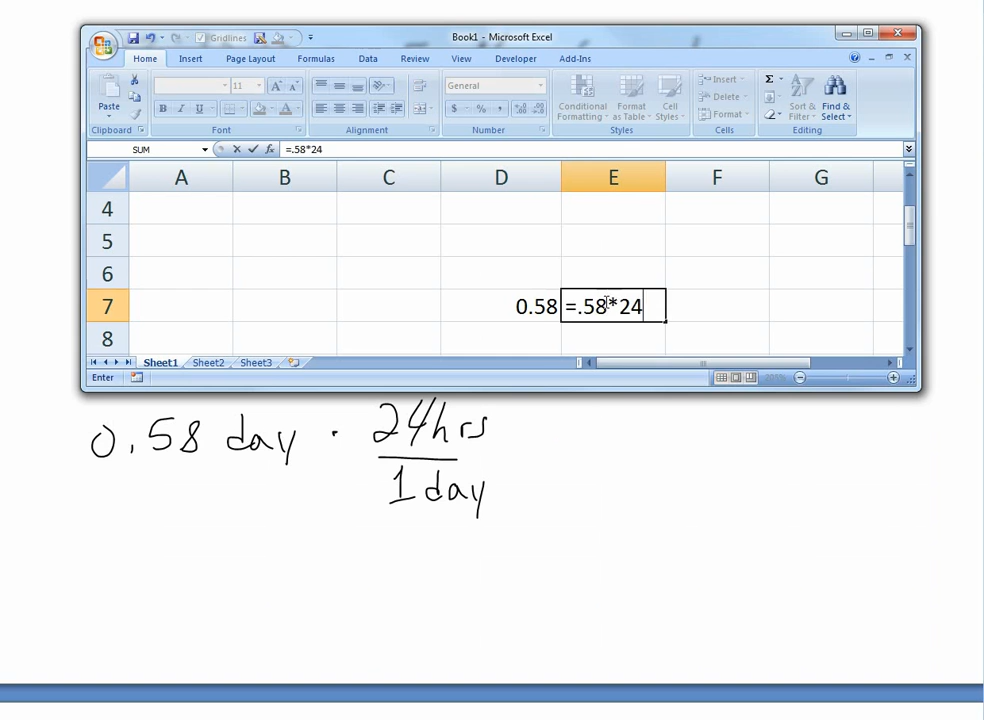 Gridlines
Book1 - Microsoft Excel
Home Insert Page Layout Formulas Data Review View Developer Add-Ins
Paste
11
General
Conditional Formatting
Format as Table
Cell Styles
Insert
Delete
Format
Sort & Filter
Find & Select
Clipboard Font Alignment Number Styles Cells Editing
SUM =.58*24
A B C D E F G
4
5
6
7 0.58 =.58*24
8
Sheet1 Sheet2 Sheet3
Enter
0.58 day · 24hrs
1 day